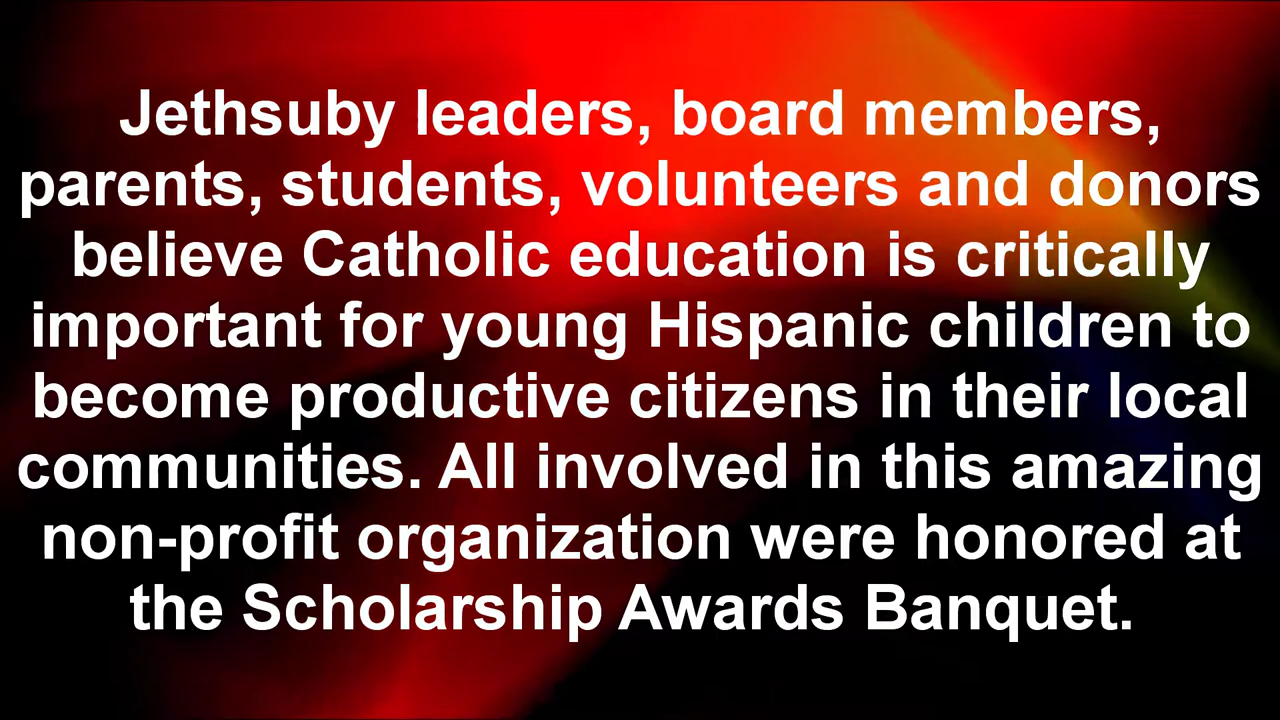 Jethsuby leaders, board members,
parents, students, volunteers and donors
believe Catholic education is critically
important for young Hispanic children to
become productive citizens in their local
communities. All involved in this amazing
non-profit organization were honored at
the Scholarship Awards Banquet.